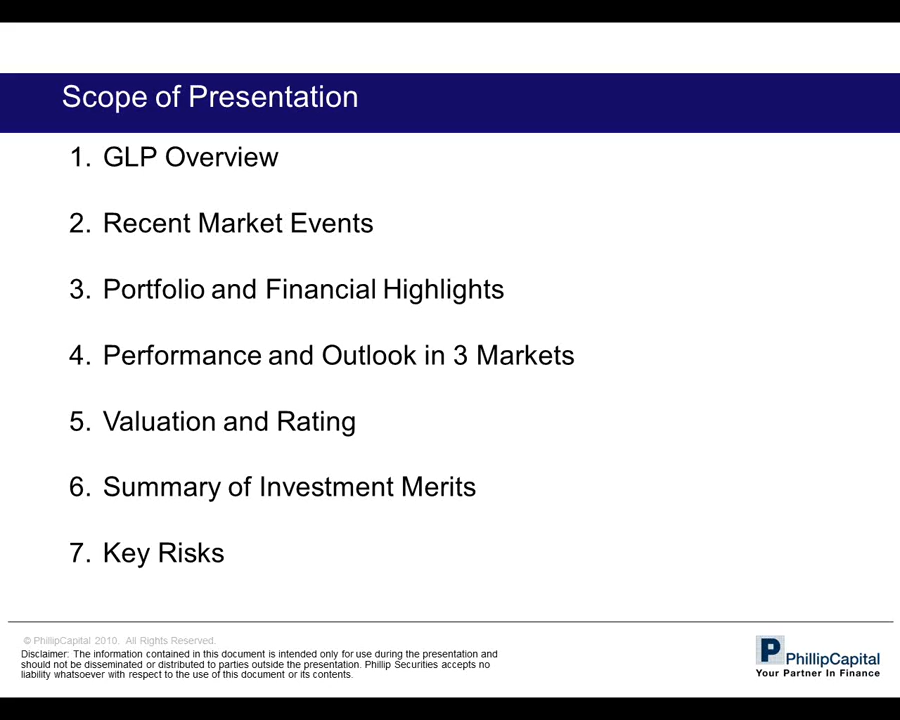 Scope of Presentation
1. GLP Overview
2. Recent Market Events
3. Portfolio and Financial Highlights
4. Performance and Outlook in 3 Markets
5. Valuation and Rating
6. Summary of Investment Merits
7. Key Risks
© PhillipCapital 2010. All Rights Reserved.
Disclaimer: The information contained in this document is intended only for use during the presentation and
should not be disseminated or distributed to parties outside the presentation. Phillip Securities accepts no
liability whatsoever with respect to the use of this document or its contents.
P PhillipCapital
Your Partner In Finance